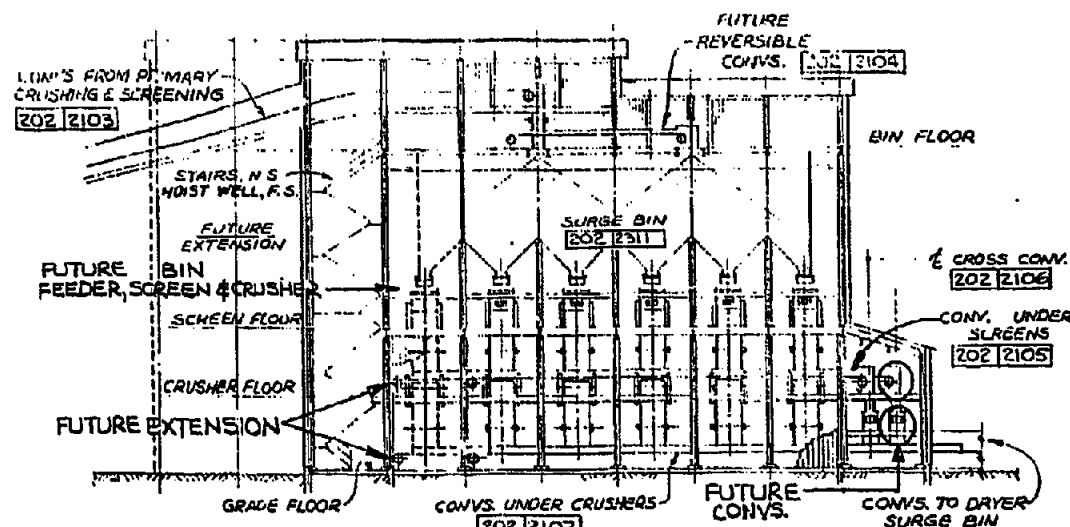 FUTURE
REVERSIBLE
CONVS.
202 2104
FROM PRIMARY
CRUSHING & SCREENING
202 2103
BIN FLOOR
STAIRS, N.S.
HOIST WELL, F.S.
FUTURE
EXTENSION
SURGE BIN
202 2311
FUTURE BIN
FEEDER, SCREEN & CRUSHER
℄ CROSS CONV.
202 2106
SCREEN FLOOR
CONV. UNDER
SCREENS
202 2105
CRUSHER FLOOR
FUTURE EXTENSION
GRADE FLOOR
CONVS. UNDER CRUSHERS
202 2107
FUTURE
CONVS.
CONVS. TO DRYER
SURGE BIN